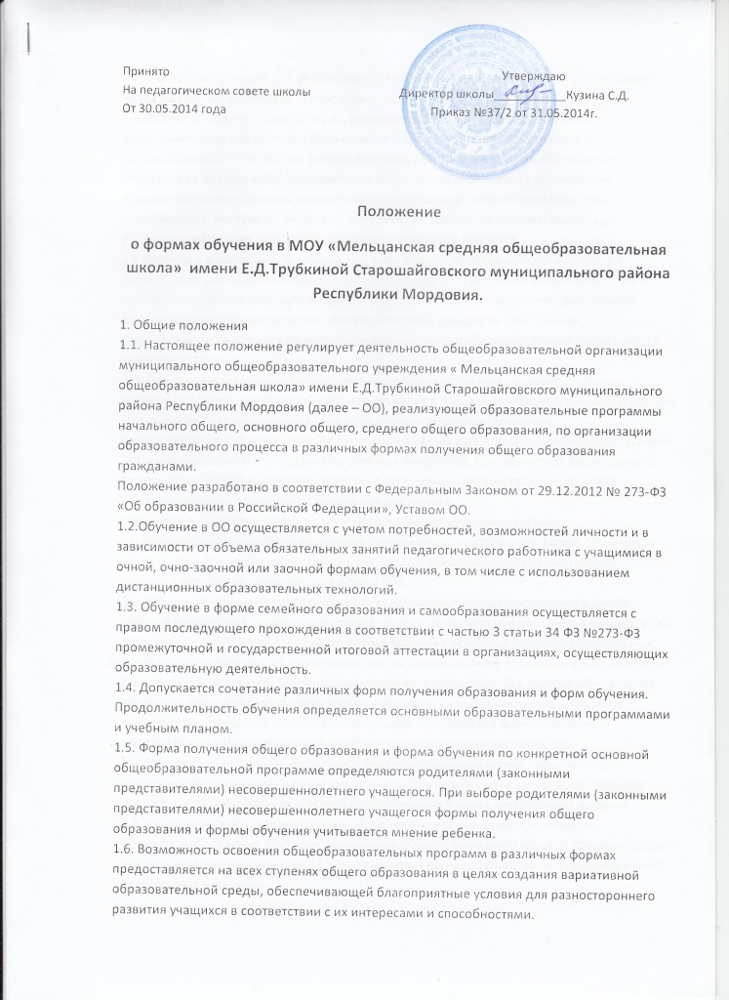 Принято
Утверждаю
На педагогическом совете школы
Директор школы___________Кузина С.Д.
От 30.05.2014 года
Приказ №37/2 от 31.05.2014г.
Положение
о формах обучения в МОУ «Мельцанская средняя общеобразовательная
школа» имени Е.Д.Трубкиной Старошайговского муниципального района
Республики Мордовия.
1. Общие положения
1.1. Настоящее положение регулирует деятельность общеобразовательной организации
муниципального общеобразовательного учреждения « Мельцанская средняя
общеобразовательная школа» имени Е.Д.Трубкиной Старошайговского муниципального
района Республики Мордовия (далее – ОО), реализующей образовательные программы
начального общего, основного общего, среднего общего образования, по организации
образовательного процесса в различных формах получения общего образования
гражданами.
Положение разработано в соответствии с Федеральным Законом от 29.12.2012 № 273-ФЗ
«Об образовании в Российской Федерации», Уставом ОО.
1.2.Обучение в ОО осуществляется с учетом потребностей, возможностей личности и в
зависимости от объема обязательных занятий педагогического работника с учащимися в
очной, очно-заочной или заочной формам обучения, в том числе с использованием
дистанционных образовательных технологий.
1.3. Обучение в форме семейного образования и самообразования осуществляется с
правом последующего прохождения в соответствии с частью 3 статьи 34 ФЗ №273-ФЗ
промежуточной и государственной итоговой аттестации в организациях, осуществляющих
образовательную деятельность.
1.4. Допускается сочетание различных форм получения образования и форм обучения.
Продолжительность обучения определяется основными образовательными программами
и учебным планом.
1.5. Форма получения общего образования и форма обучения по конкретной основной
общеобразовательной программе определяются родителями (законными
представителями) несовершеннолетнего учащегося. При выборе родителями (законными
представителями) несовершеннолетнего учащегося формы получения общего
образования и формы обучения учитывается мнение ребенка.
1.6. Возможность освоения общеобразовательных программ в различных формах
предоставляется на всех ступенях общего образования в целях создания вариативной
образовательной среды, обеспечивающей благоприятные условия для разностороннего
развития учащихся в соответствии с их интересами и способностями.